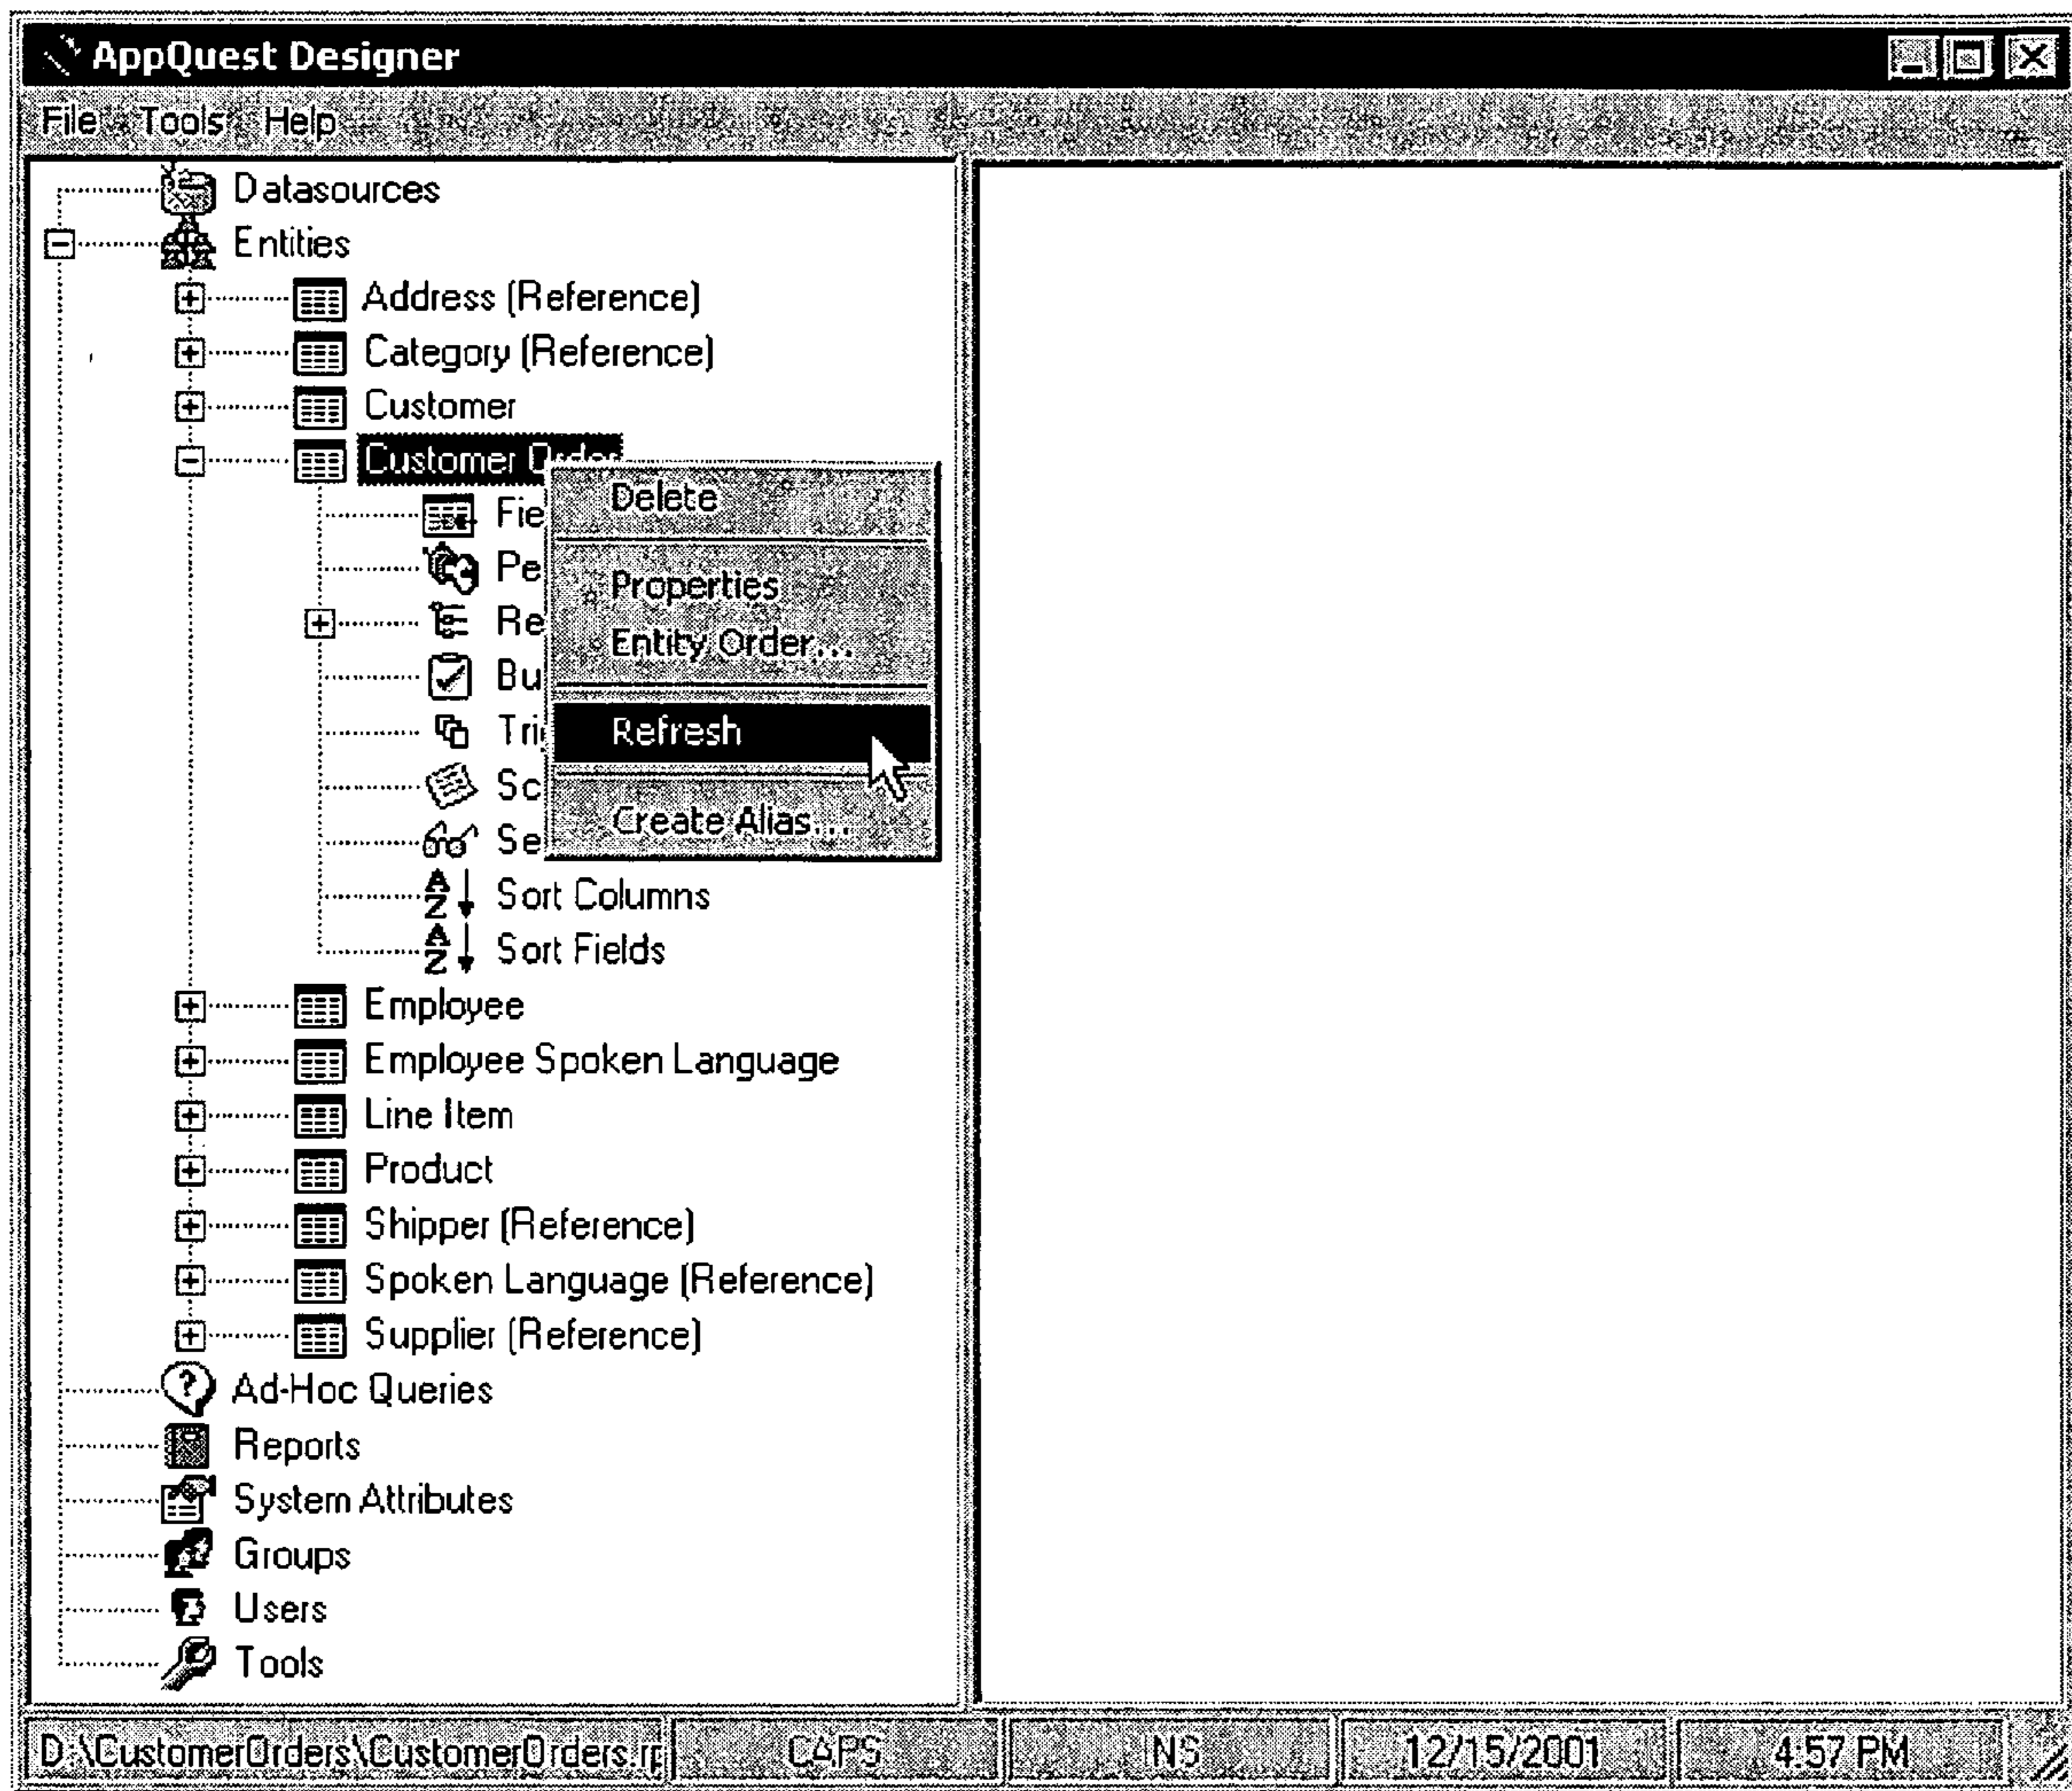 AppQuest Designer
File Tools Help
Datasources
Entities
Address (Reference)
Category (Reference)
Customer
Customer Order
Delete
Fie
Pe
Properties
Re
Entity Order...
Bu
Tri
Refresh
Sc
Create Alias...
Se
Sort Columns
Sort Fields
Employee
Employee Spoken Language
Line Item
Product
Shipper (Reference)
Spoken Language (Reference)
Supplier (Reference)
Ad-Hoc Queries
Reports
System Attributes
Groups
Users
Tools
D:\CustomerOrders\CustomerOrders.rp CAPS INS 12/15/2001 4:57 PM